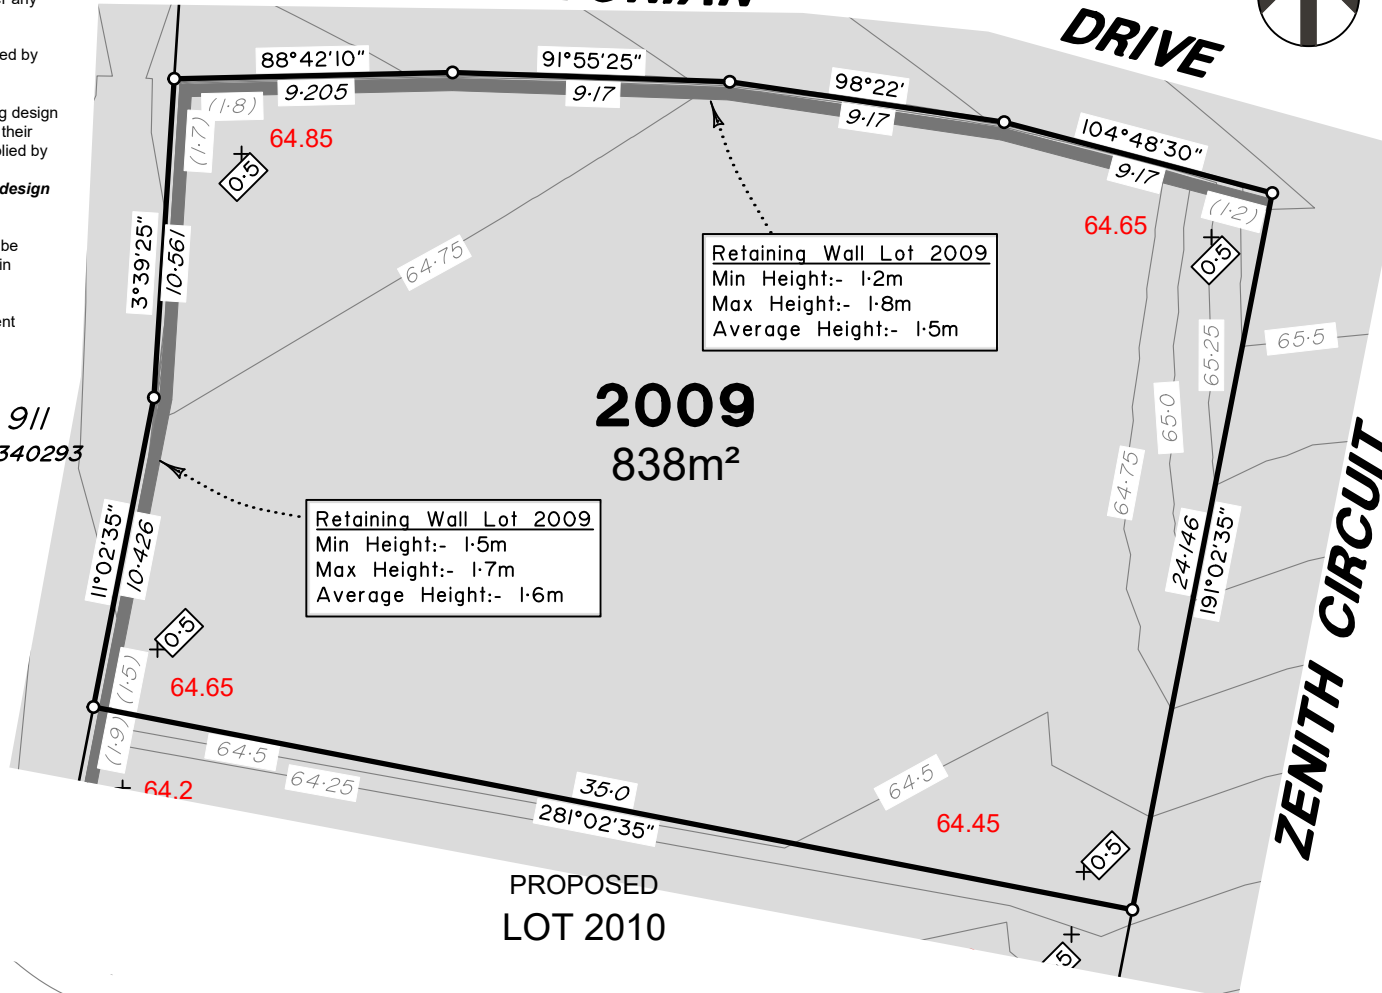 ed by
g design
their
plied by
design
be
in
ent
911
340293
DRIVE
88°42'10"
9·205
91°55'25"
9·17
98°22'
9·17
104°48'30"
9·17
(1·8)
(1·7)
64.85
0·5
64.65
(1·2)
0·5
3°39'25"
10·561
64·75
Retaining Wall Lot 2009
Min Height:- 1·2m
Max Height:- 1·8m
Average Height:- 1·5m
65·25
65·5
65·0
64·75
2009
838m²
11°02'35"
10·426
Retaining Wall Lot 2009
Min Height:- 1·5m
Max Height:- 1·7m
Average Height:- 1·6m
24·146
191°02'35"
ZENITH CIRCUIT
0·5
64.65
(1·5)
(1·9)
64.2
64·5
64·25
35·0
281°02'35"
64·5
64.45
0·5
PROPOSED
LOT 2010